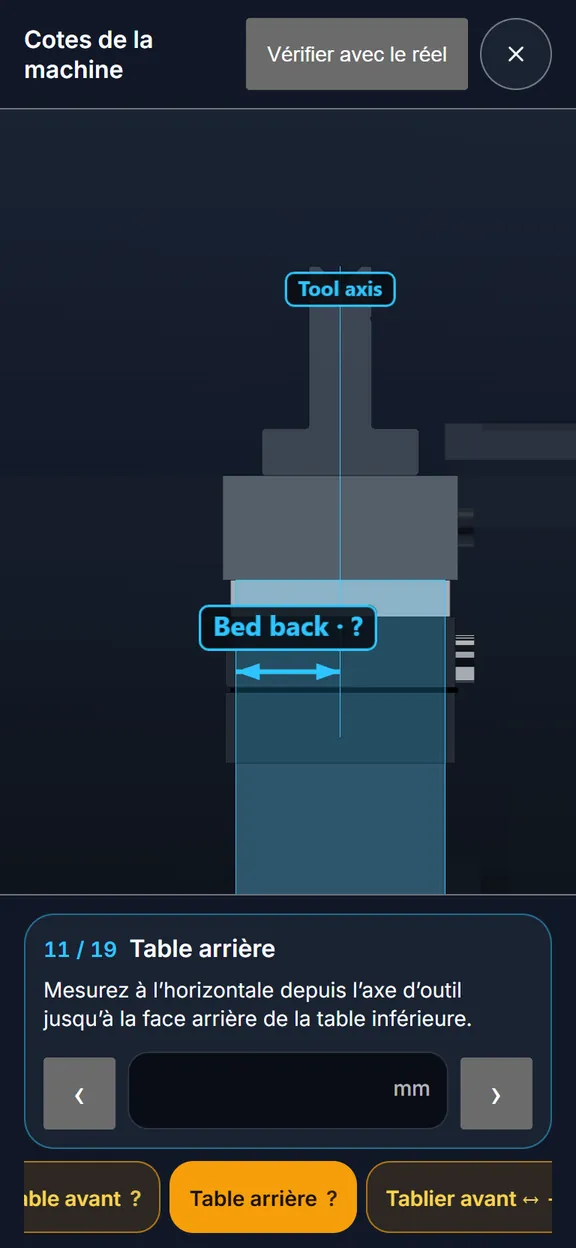 Cotes de la
machine
Vérifier avec le réel
Tool axis
Bed back · ?
11 / 19 Table arrière
Mesurez à l’horizontale depuis l’axe d’outil
jusqu’à la face arrière de la table inférieure.
mm
able avant ?
Table arrière ?
Tablier avant ↔